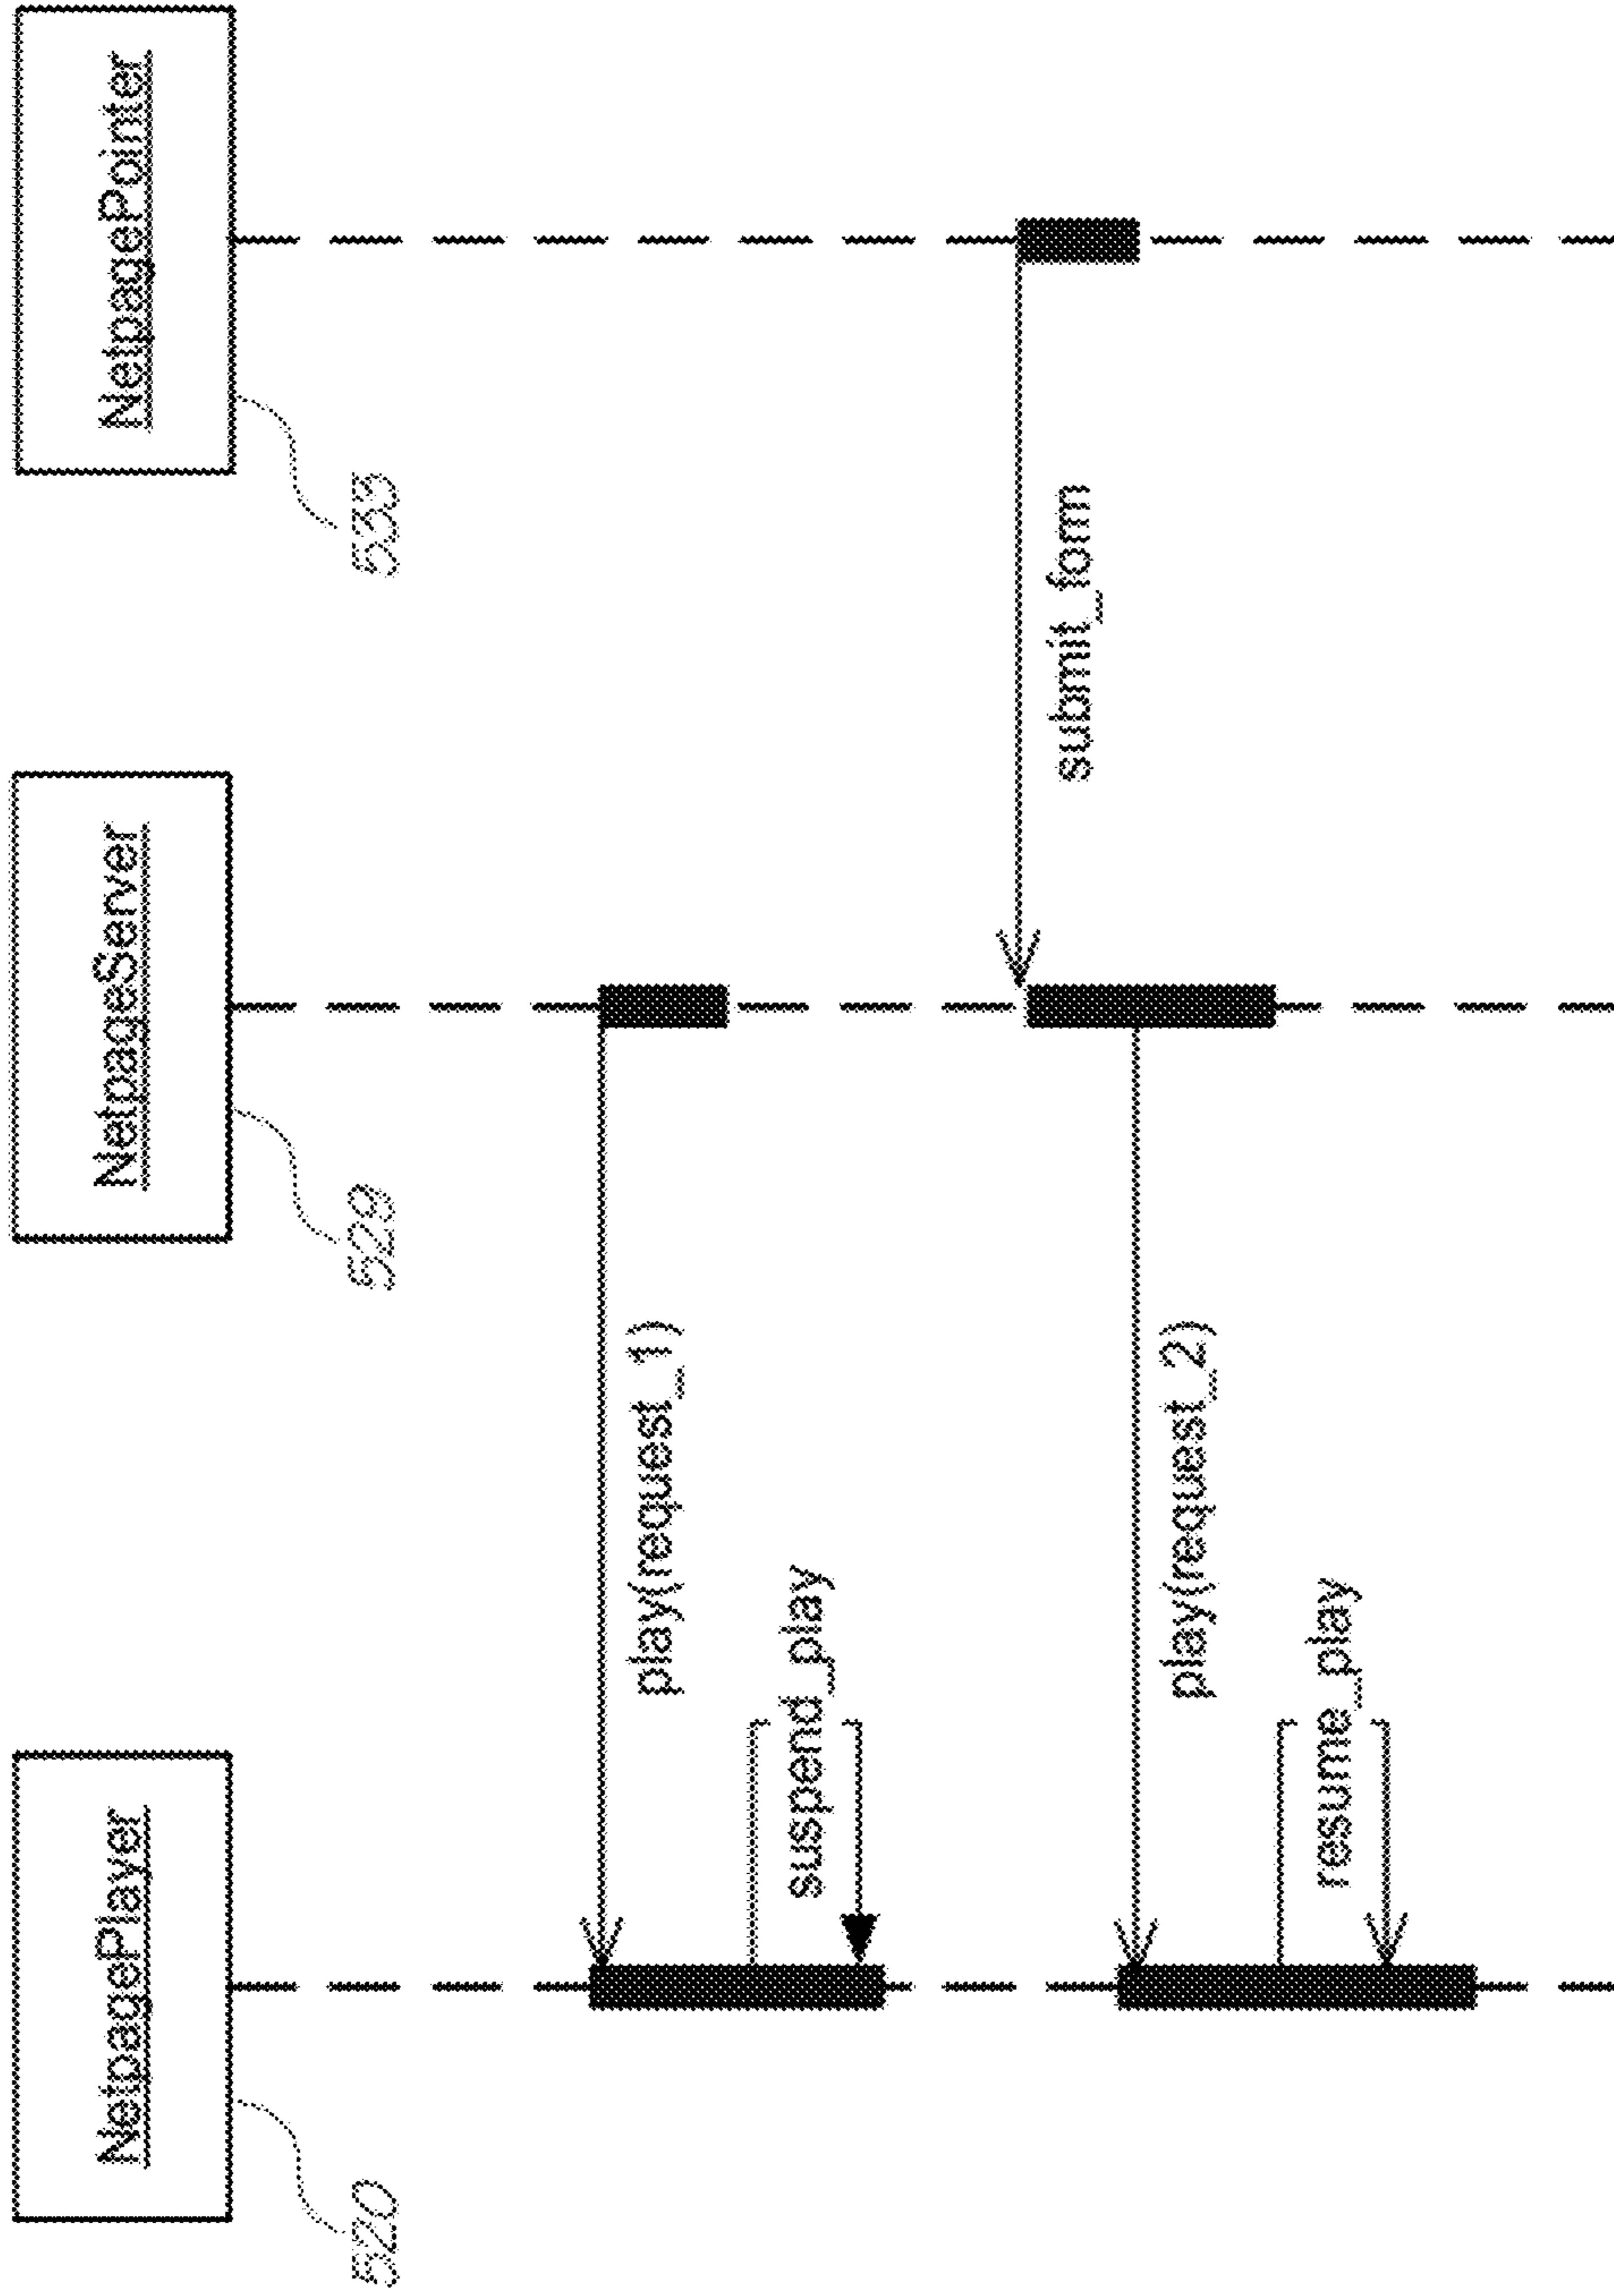 NetpagePlayer
NetpageServer
NetpagePointer
520
529
533
play(request_1)
suspend_play
submit_form
play(request_2)
resume_play